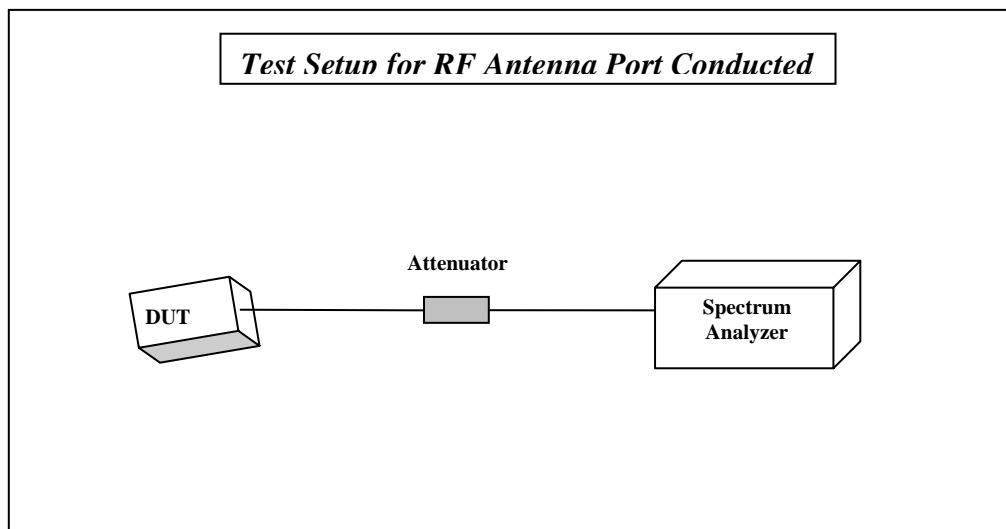 Test Setup for RF Antenna Port Conducted
Attenuator
DUT
Spectrum
Analyzer